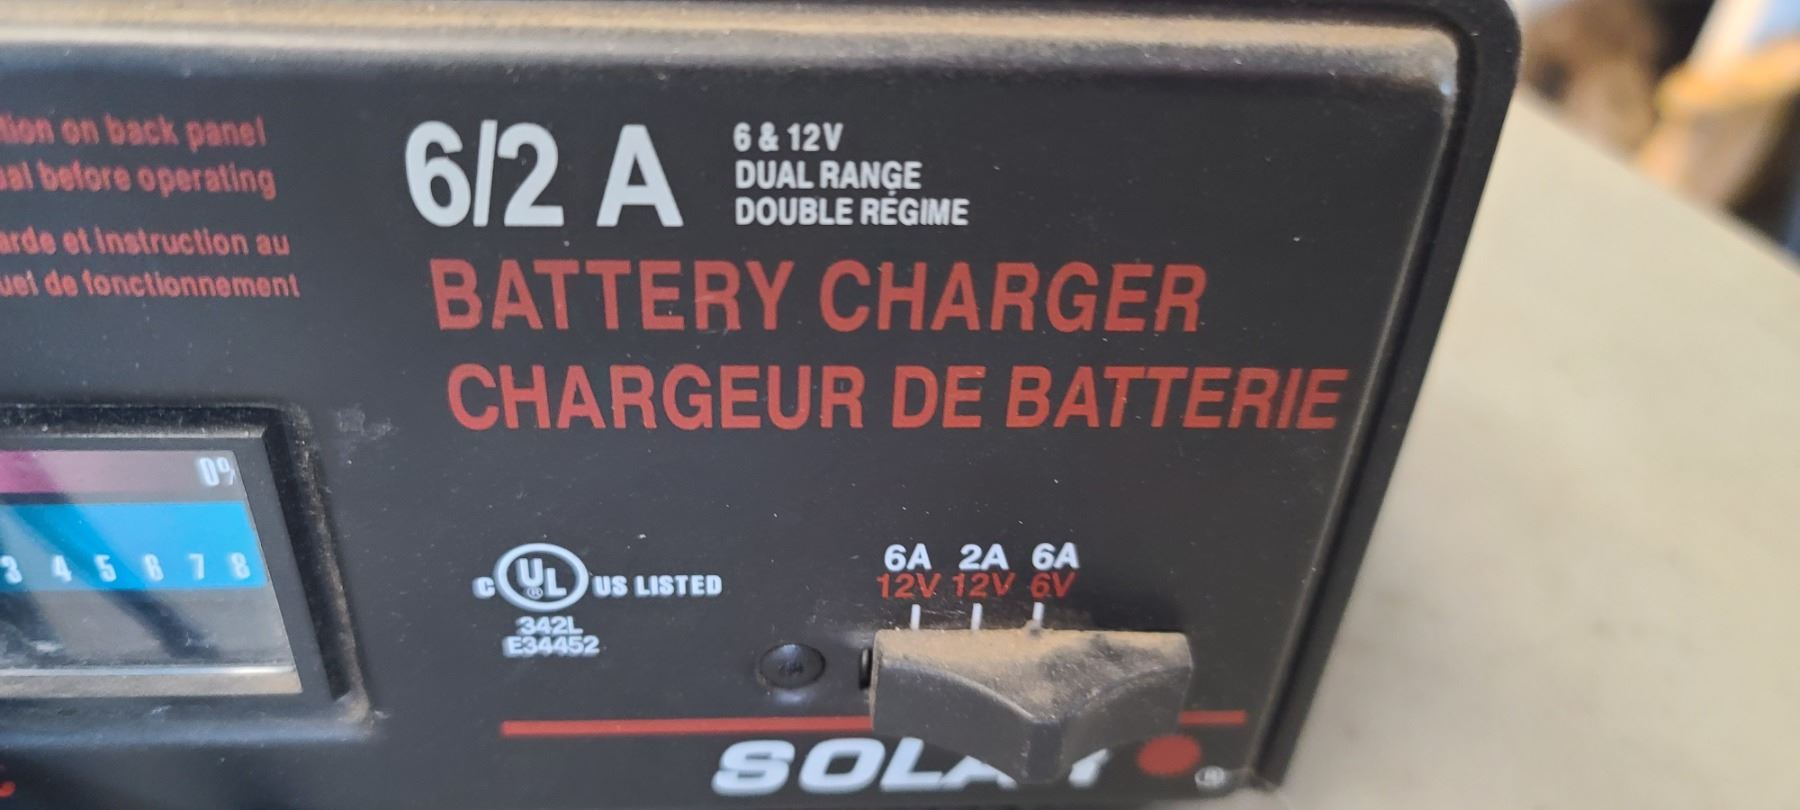 tion on back panel
ual before operating
arde et instruction au
uel de fonctionnement
6/2 A
6 & 12V
DUAL RANGE
DOUBLE RÉGIME
BATTERY CHARGER
CHARGEUR DE BATTERIE
0%
3 4 5 6 7 8
C UL ® US LISTED
342L
E34452
6A 2A 6A
12V 12V 6V
SOLA
®